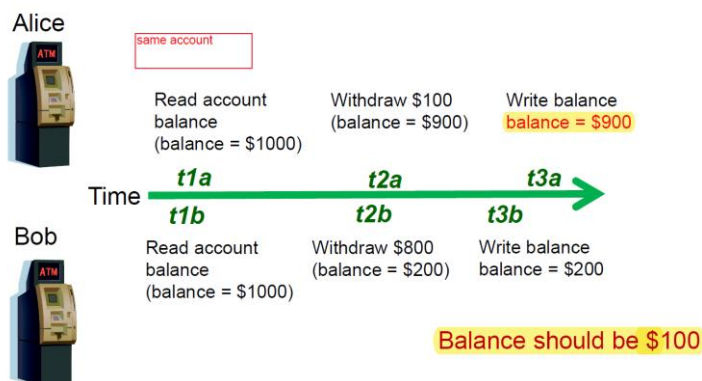 Alice
ATM
same account
Read account
balance
(balance = $1000)
Withdraw $100
(balance = $900)
Write balance
balance = $900
t1a
t2a
t3a
Time
t1b
t2b
t3b
Bob
ATM
Read account
balance
(balance = $1000)
Withdraw $800
(balance = $200)
Write balance
balance = $200
Balance should be $100